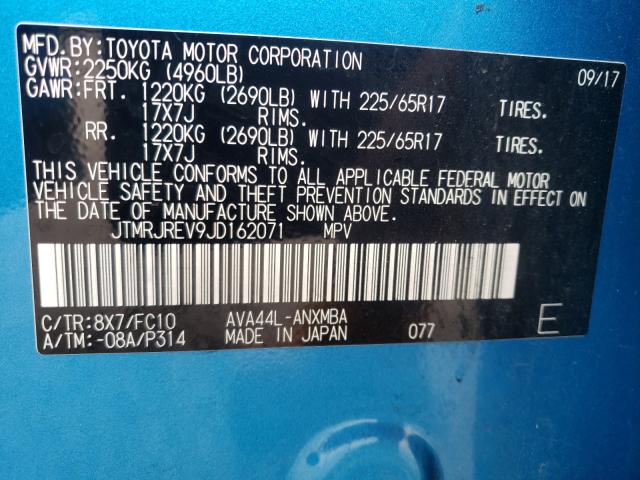 MFD.BY:TOYOTA MOTOR CORPORATION 09/17
GVWR:2250KG (4960LB)
GAWR:FRT. 1220KG (2690LB) WITH 225/65R17 TIRES.
17X7J RIMS.
RR. 1220KG (2690LB) WITH 225/65R17 TIRES.
17X7J RIMS.
THIS VEHICLE CONFORMS TO ALL APPLICABLE FEDERAL MOTOR
VEHICLE SAFETY AND THEFT PREVENTION STANDARDS IN EFFECT ON
THE DATE OF MANUFACTURE SHOWN ABOVE.
JTMRJREV9JD162071 MPV
C/TR:8X7/FC10 AVA44L-ANXMBA
A/TM:-08A/P314 MADE IN JAPAN 077 E